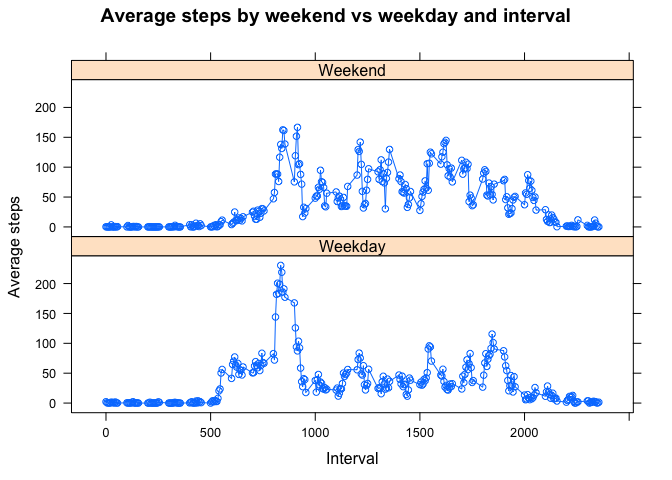 Average steps by weekend vs weekday and interval
Weekend
200
150
100
50
0
Weekday
200
150
100
50
0
0 500 1000 1500 2000
Interval
Average steps